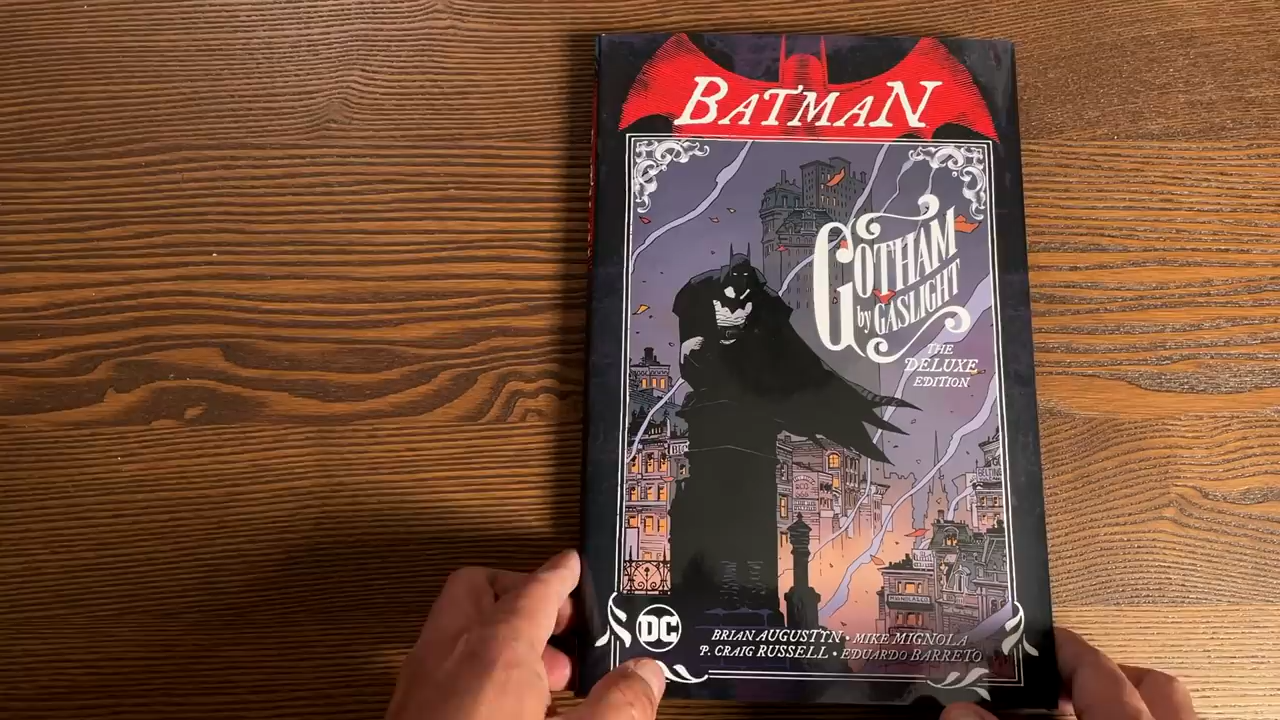 BATMAN
GOTHAM
by GASLIGHT
THE
DELUXE
EDITION
DC
BRIAN AUGUSTYN • MIKE MIGNOLA
P. CRAIG RUSSELL • EDUARDO BARRETO